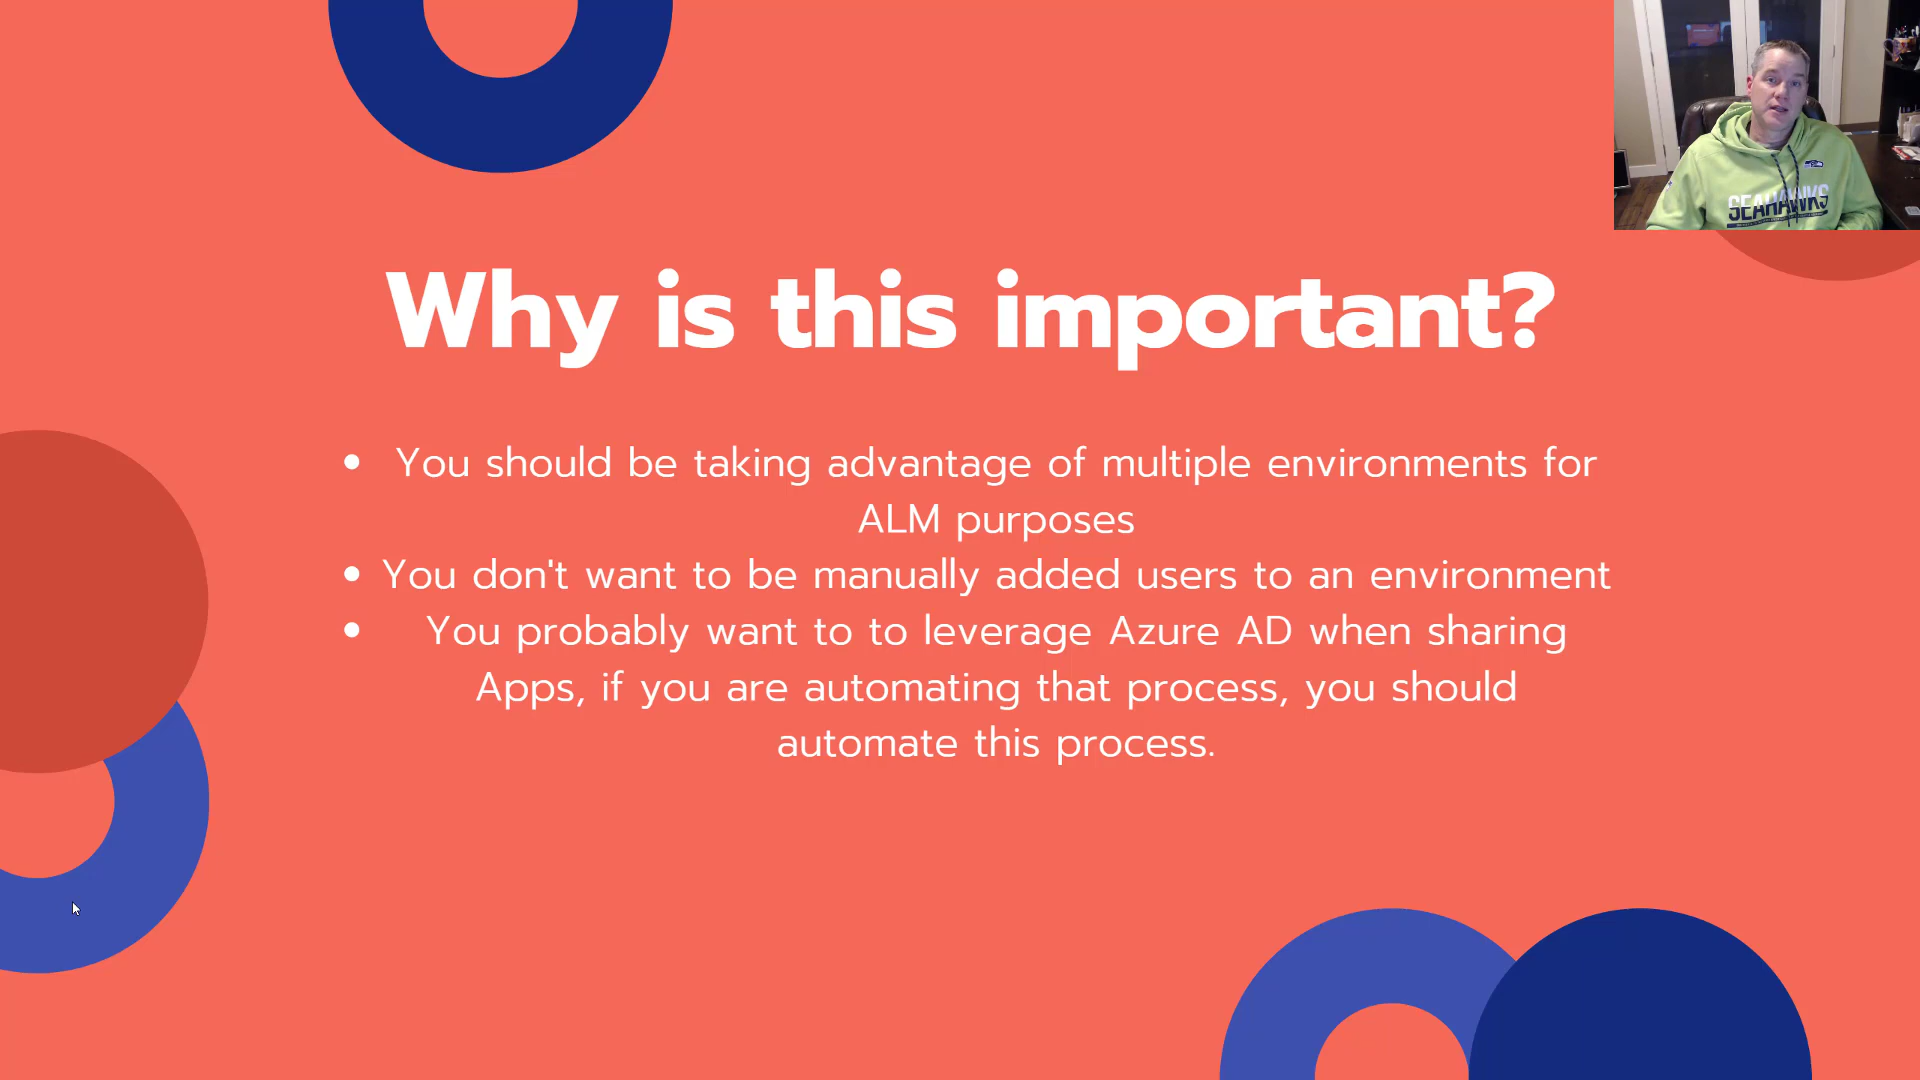 Why is this important?
You should be taking advantage of multiple environments for
ALM purposes
You don't want to be manually added users to an environment
You probably want to to leverage Azure AD when sharing
Apps, if you are automating that process, you should
automate this process.
SEAHAWKS